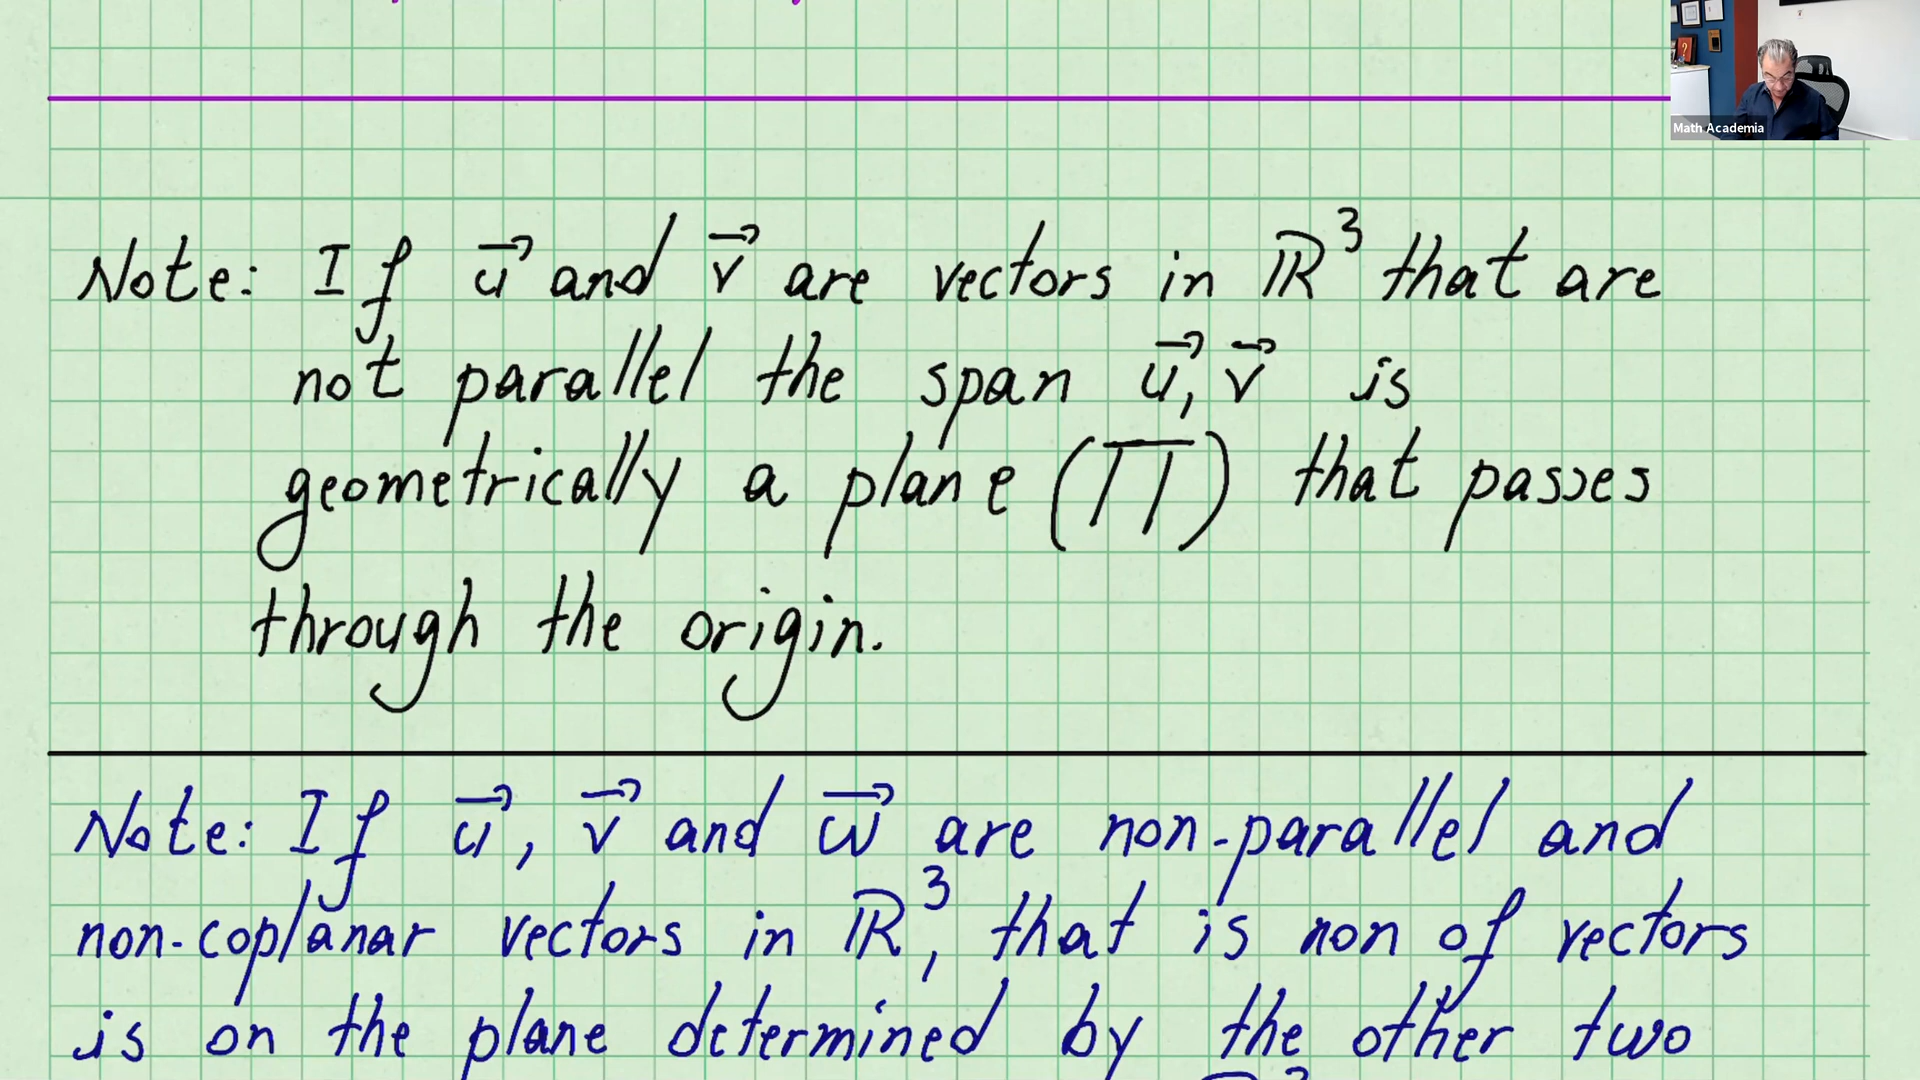 Math Academia
Note: If u⃗ and v⃗ are vectors in ℝ³ that are
not parallel the span u⃗, v⃗ is
geometrically a plane (π) that passes
through the origin.
Note: If u⃗, v⃗ and w⃗ are non-parallel and
non-coplanar vectors in ℝ³, that is non of vectors
is on the plane determined by the other two